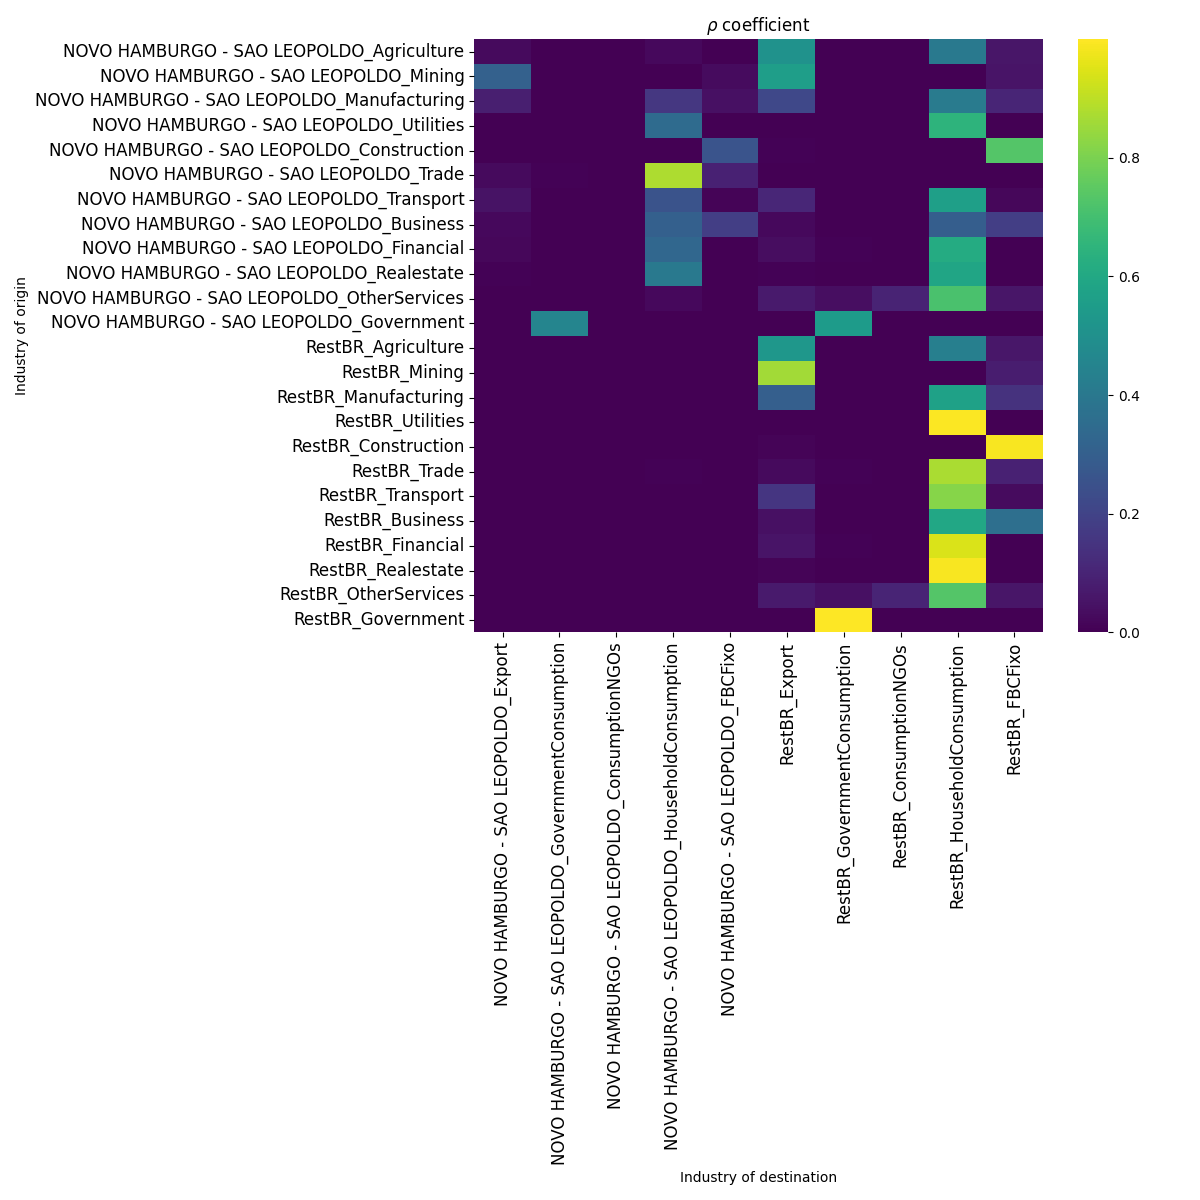 ρ coefficient
NOVO HAMBURGO - SAO LEOPOLDO_Agriculture
NOVO HAMBURGO - SAO LEOPOLDO_Mining
NOVO HAMBURGO - SAO LEOPOLDO_Manufacturing
NOVO HAMBURGO - SAO LEOPOLDO_Utilities
NOVO HAMBURGO - SAO LEOPOLDO_Construction
NOVO HAMBURGO - SAO LEOPOLDO_Trade
NOVO HAMBURGO - SAO LEOPOLDO_Transport
NOVO HAMBURGO - SAO LEOPOLDO_Business
NOVO HAMBURGO - SAO LEOPOLDO_Financial
NOVO HAMBURGO - SAO LEOPOLDO_Realestate
NOVO HAMBURGO - SAO LEOPOLDO_OtherServices
NOVO HAMBURGO - SAO LEOPOLDO_Government
RestBR_Agriculture
RestBR_Mining
RestBR_Manufacturing
RestBR_Utilities
RestBR_Construction
RestBR_Trade
RestBR_Transport
RestBR_Business
RestBR_Financial
RestBR_Realestate
RestBR_OtherServices
RestBR_Government
Industry of origin
NOVO HAMBURGO - SAO LEOPOLDO_Export
NOVO HAMBURGO - SAO LEOPOLDO_GovernmentConsumption
NOVO HAMBURGO - SAO LEOPOLDO_ConsumptionNGOs
NOVO HAMBURGO - SAO LEOPOLDO_HouseholdConsumption
NOVO HAMBURGO - SAO LEOPOLDO_FBCFixo
RestBR_Export
RestBR_GovernmentConsumption
RestBR_ConsumptionNGOs
RestBR_HouseholdConsumption
RestBR_FBCFixo
Industry of destination
0.8
0.6
0.4
0.2
0.0